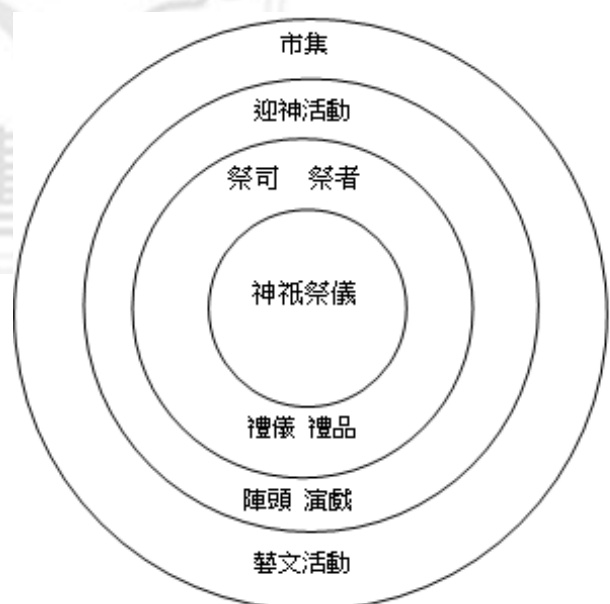 市集
迎神活動
祭司 祭者
神祇祭儀
禮儀 禮品
陣頭 演戲
藝文活動